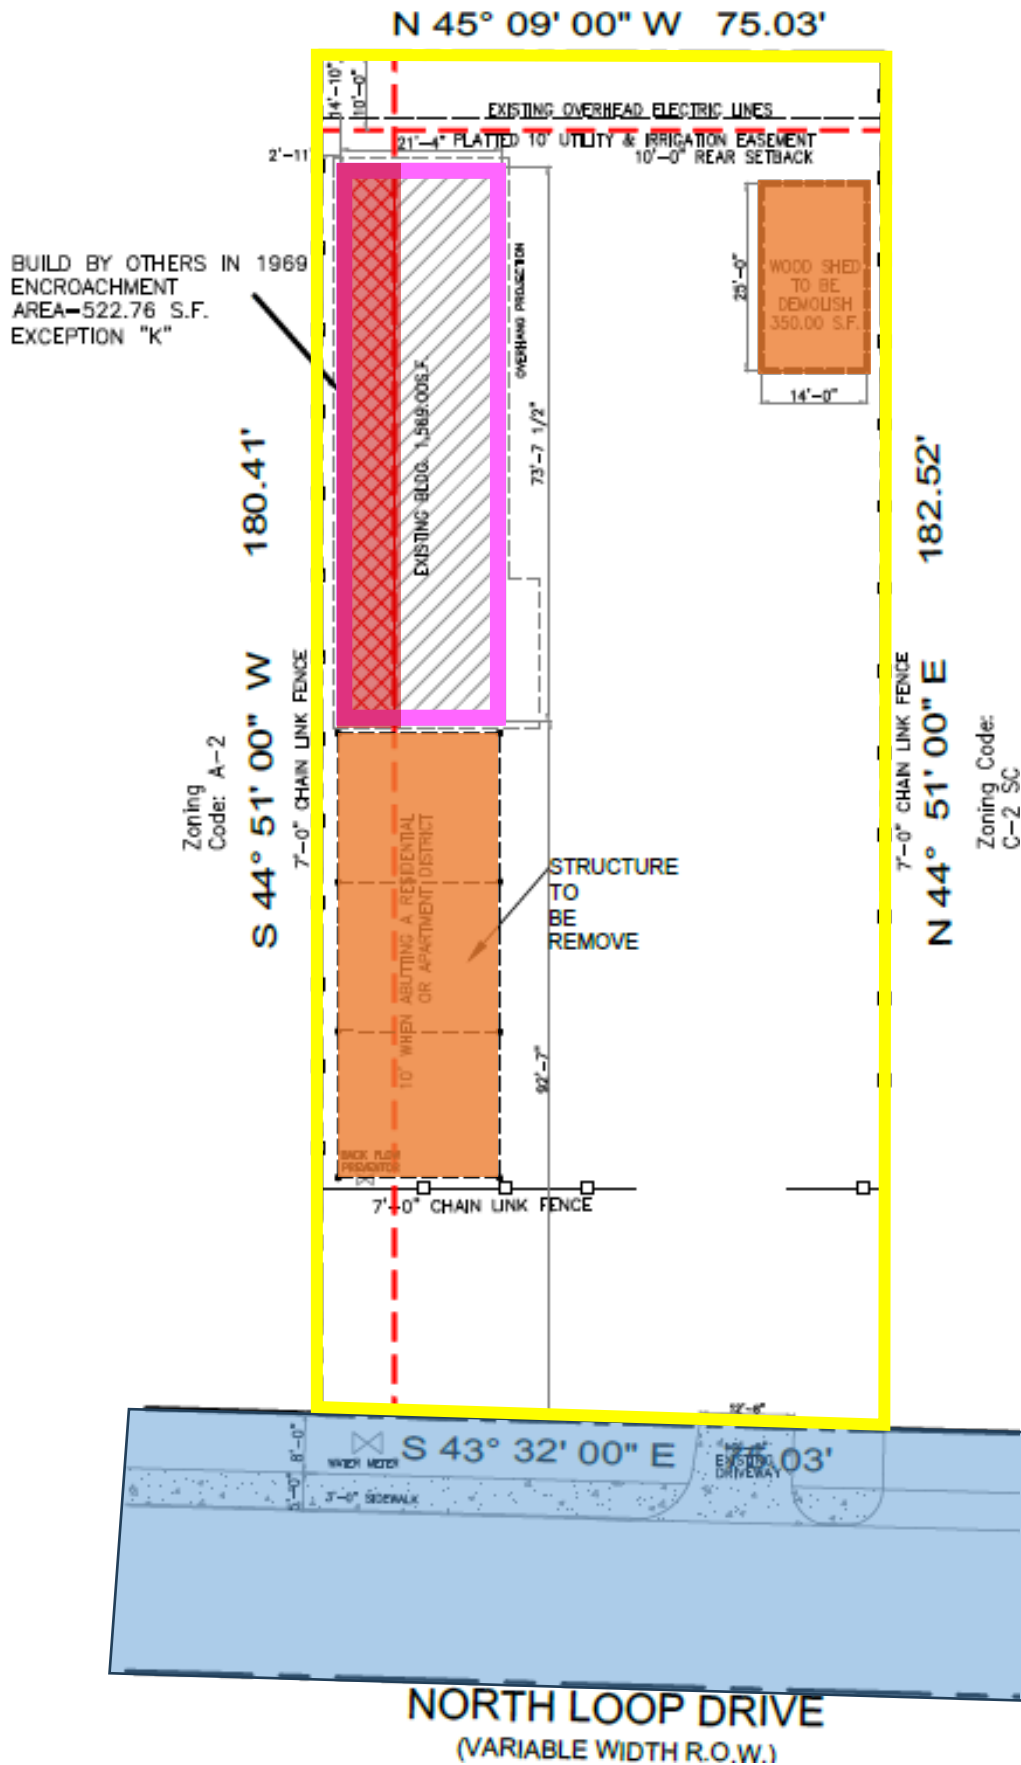 N 45° 09' 00" W 75.03'
14'-10"
10'-0"
EXISTING OVERHEAD ELECTRIC LINES
21'-4" PLATTED 10' UTILITY & IRRIGATION EASEMENT
10'-0" REAR SETBACK
2'-11"
BUILD BY OTHERS IN 1969
ENCROACHMENT
AREA=522.76 S.F.
EXCEPTION "K"
OVERHANG PROJECTION
EXISTING BLDG. 1,569.00S.F.
73'-7 1/2"
25'-0"
WOOD SHED
TO BE
DEMOLISH
350.00 S.F.
14'-0"
S 44° 51' 00" W 180.41'
N 44° 51' 00" E 182.52'
7'-0" CHAIN LINK FENCE
7'-0" CHAIN LINK FENCE
Zoning
Code: A-2
Zoning Code:
C-2 SC
10' WHEN ABUTTING A RESIDENTIAL
OR APARTMENT DISTRICT
STRUCTURE
TO
BE
REMOVE
92'-7"
BACK FLOW
PREVENTOR
7'-0" CHAIN LINK FENCE
12'-6"
8'-0"
5'-0"
S 43° 32' 00" E
.03'
WATER METER
EXISTING
DRIVEWAY
3'-0" SIDEWALK
NORTH LOOP DRIVE
(VARIABLE WIDTH R.O.W.)